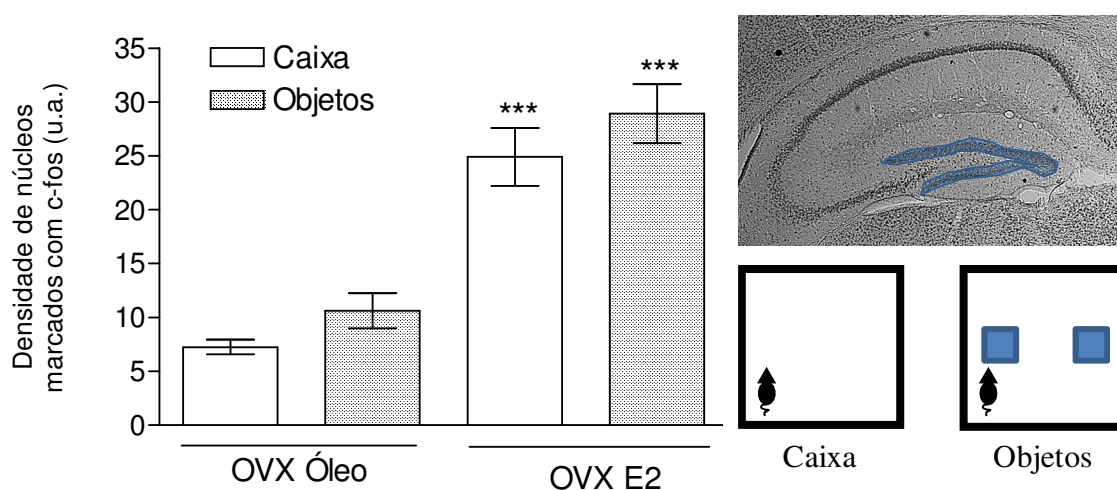 Densidade de núcleos
marcados com c-fos (u.a.)
35
30
25
20
15
10
5
0
Caixa
Objetos
***
***
OVX Óleo
OVX E2
Caixa
Objetos